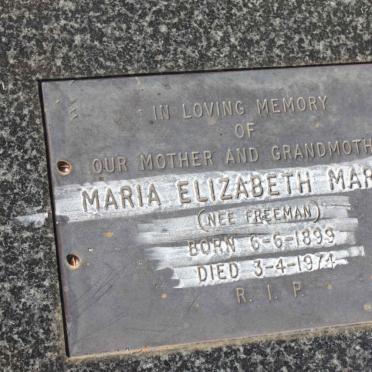 IN LOVING MEMORY
OF
OUR MOTHER AND GRANDMOTH
MARIA ELIZABETH MAR
(NEE FREEMAN)
BORN 6-6-1899
DIED 3-4-1974
R. I. P.